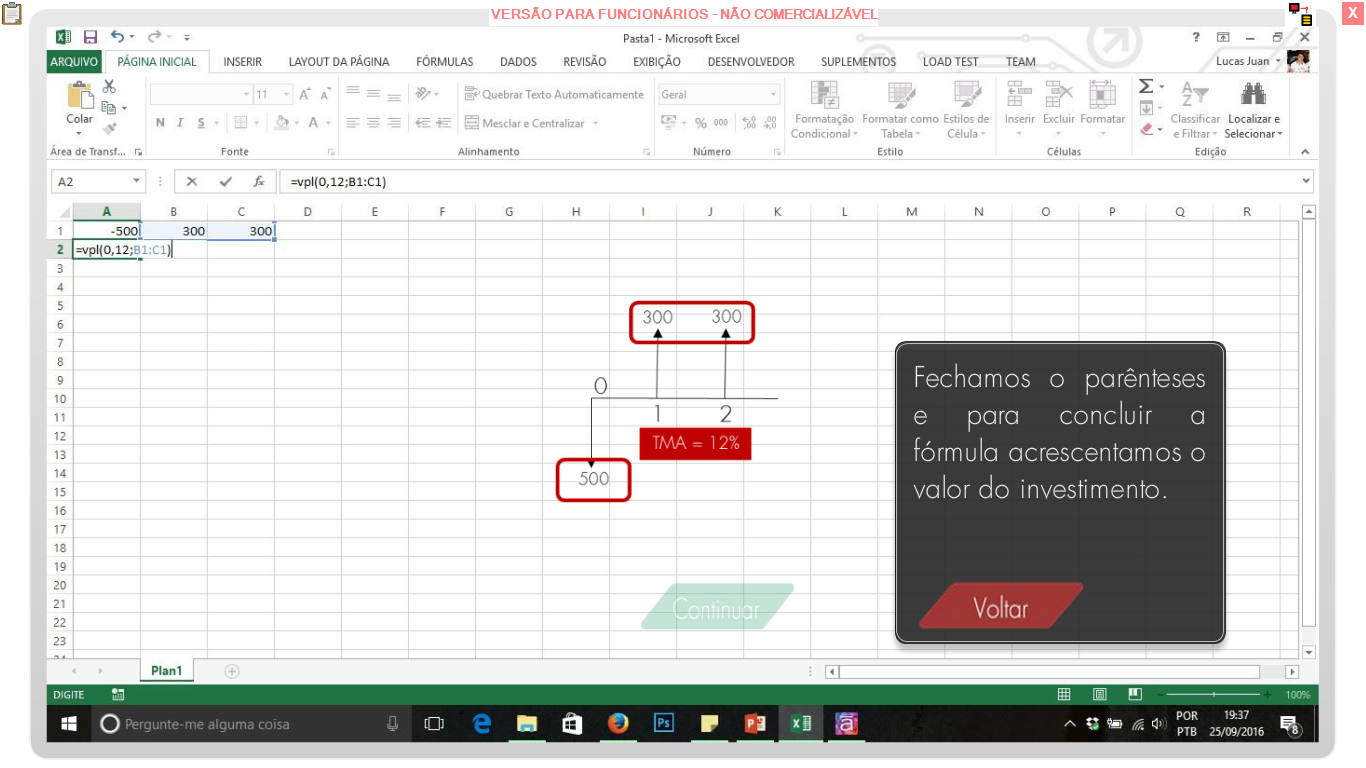 VERSÃO PARA FUNCIONÁRIOS - NÃO COMERCIALIZÁVEL
X
Pasta1 - Microsoft Excel
ARQUIVO PÁGINA INICIAL INSERIR LAYOUT DA PÁGINA FÓRMULAS DADOS REVISÃO EXIBIÇÃO DESENVOLVEDOR SUPLEMENTOS LOAD TEST TEAM Lucas Juan
Colar
11
Quebrar Texto Automaticamente
Geral
N I S
Mesclar e Centralizar
% 000
Formatação Condicional
Formatar como Tabela
Estilos de Célula
Inserir Excluir Formatar
Classificar e Filtrar
Localizar e Selecionar
Área de Transf... Fonte Alinhamento Número Estilo Células Edição
A2 fx =vpl(0,12;B1:C1)
A B C D E F G H I J K L M N O P Q R
1 -500 300 300
2 =vpl(0,12;B1:C1)
3
4
5
6
7
8
9
10
11
12
13
14
15
16
17
18
19
20
21
22
23
24
300 300
0
1 2
TMA = 12%
500
Fechamos o parênteses
e para concluir a
fórmula acrescentamos o
valor do investimento.
Continuar
Voltar
Plan1
DIGITE 100%
Pergunte-me alguma coisa
POR
PTB
19:37
25/09/2016
8